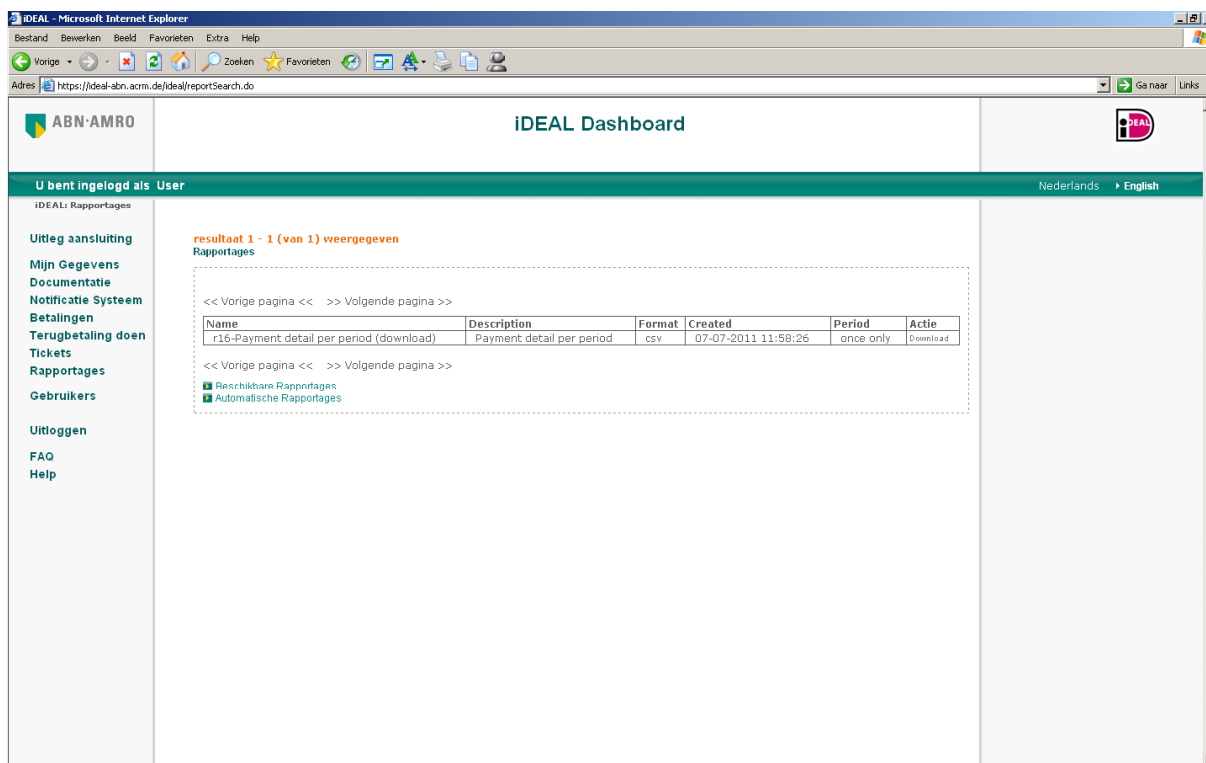 iDEAL - Microsoft Internet Explorer
Bestand Bewerken Beeld Favorieten Extra Help
Vorige Zoeken Favorieten
Adres https://ideal-abn.acrm.de/ideal/reportSearch.do Ga naar Links
ABN·AMRO
iDEAL Dashboard
iDEAL
U bent ingelogd als User
Nederlands English
iDEAL: Rapportages
Uitleg aansluiting
Mijn Gegevens
Documentatie
Notificatie Systeem
Betalingen
Terugbetaling doen
Tickets
Rapportages
Gebruikers
Uitloggen
FAQ
Help
resultaat 1 - 1 (van 1) weergegeven
Rapportages
<< Vorige pagina << >> Volgende pagina >>
Name Description Format Created Period Actie
r16-Payment detail per period (download) Payment detail per period csv 07-07-2011 11:58:26 once only Download
<< Vorige pagina << >> Volgende pagina >>
Beschikbare Rapportages
Automatische Rapportages